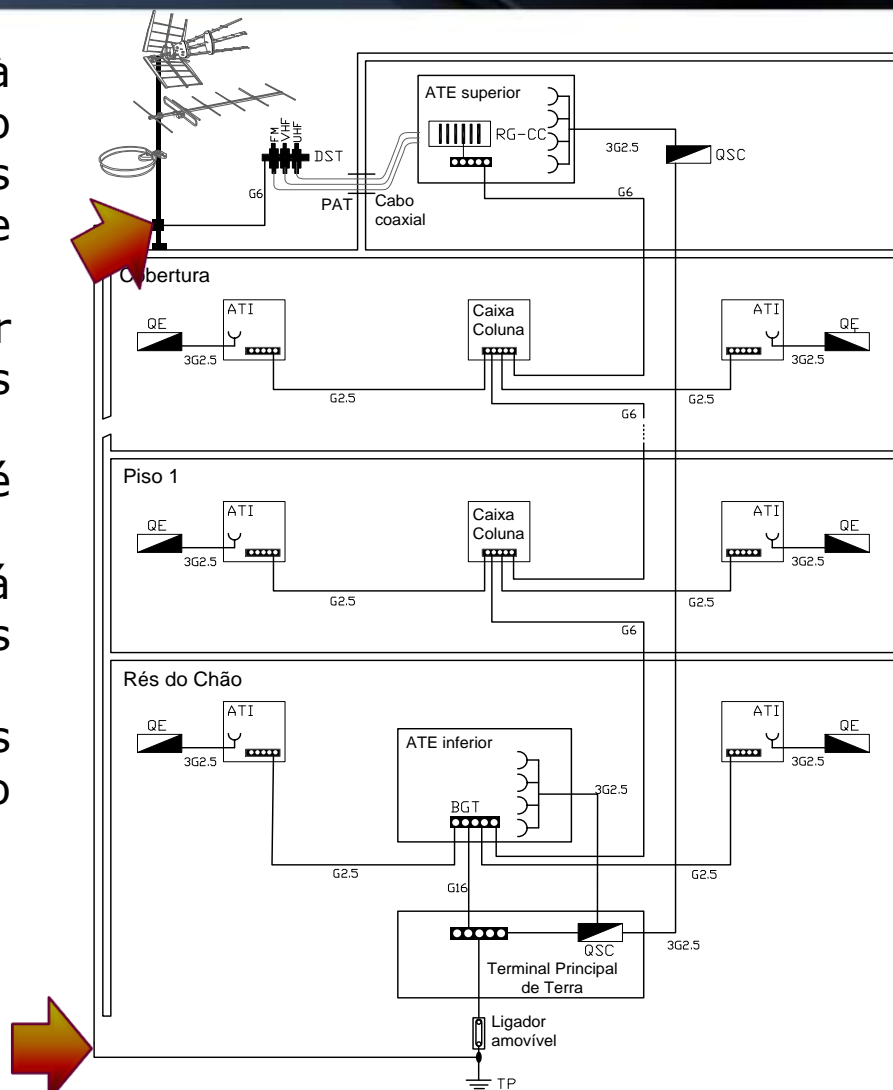 à
o
s
e
r
s
é
á
s
s
o
ATE superior
FM
VHF
UHF
DST
RG-CC
3G2.5
QSC
G6
PAT
Cabo
coaxial
G6
Cobertura
QE
ATI
3G2.5
Caixa
Coluna
ATI
QE
3G2.5
G2.5
G2.5
G6
Piso 1
QE
ATI
3G2.5
Caixa
Coluna
ATI
QE
3G2.5
G2.5
G2.5
G6
Rés do Chão
QE
ATI
3G2.5
ATE inferior
BGT
3G2.5
ATI
QE
3G2.5
G2.5
G16
G2.5
QSC
3G2.5
Terminal Principal
de Terra
Ligador
amovível
TP